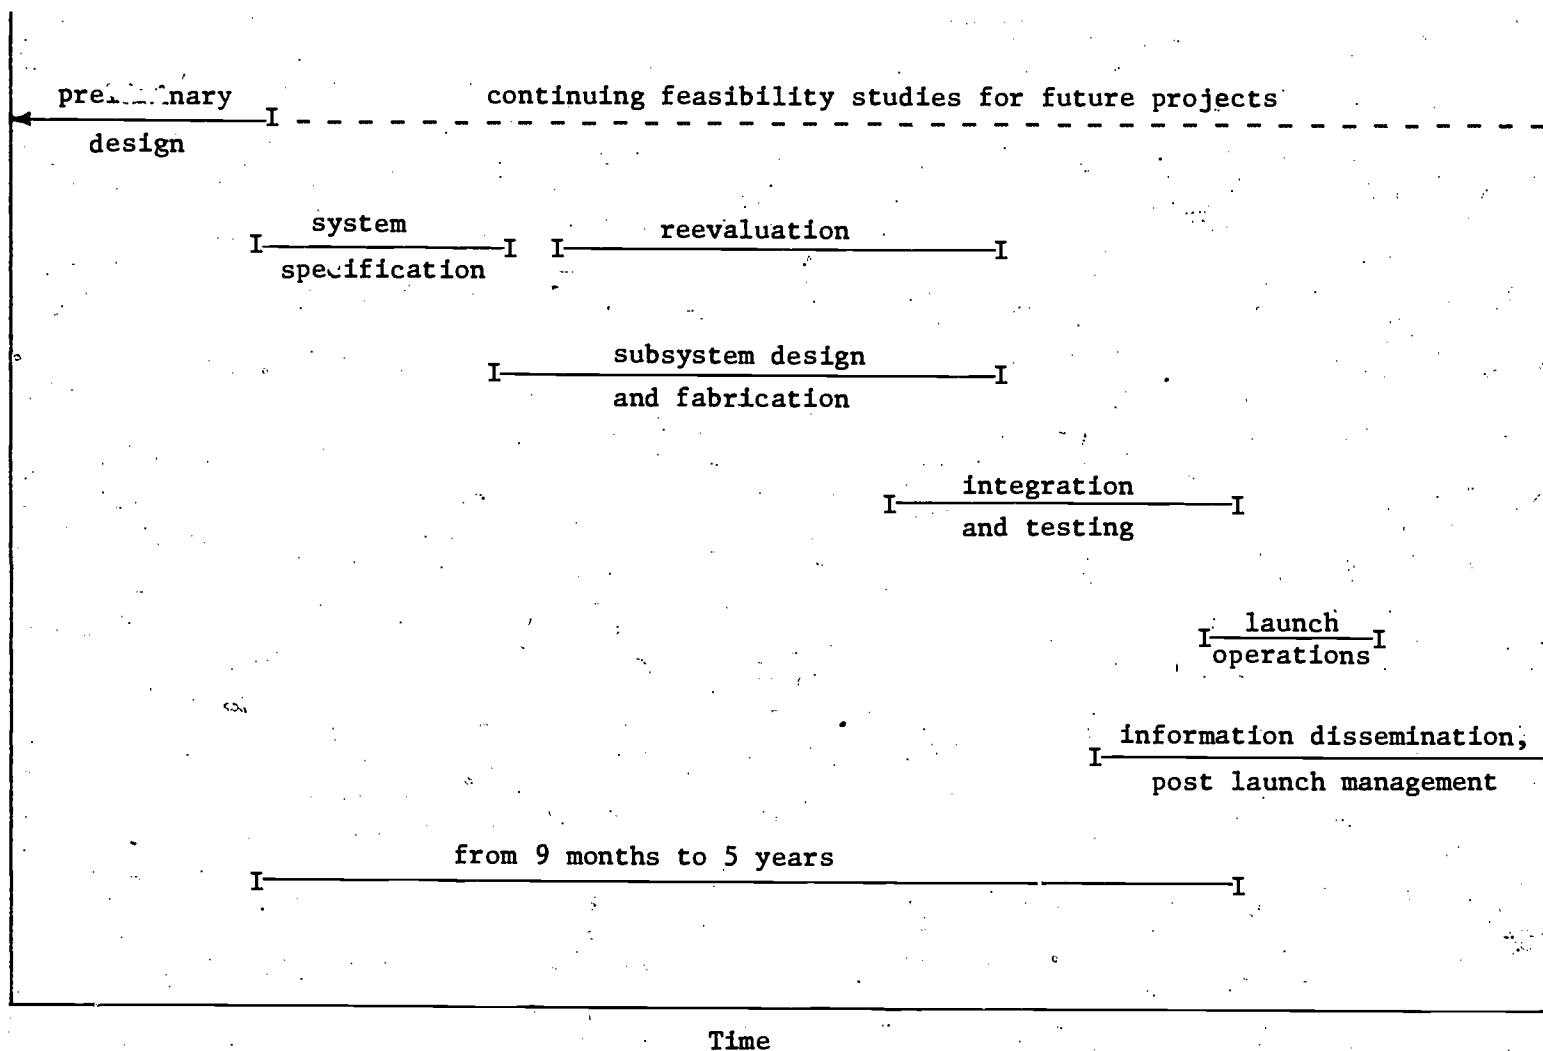 continuing feasibility studies for future projects
design
system
reevaluation
specification
subsystem design
and fabrication
integration
and testing
launch
operations
information dissemination,
post launch management
from 9 months to 5 years
Time